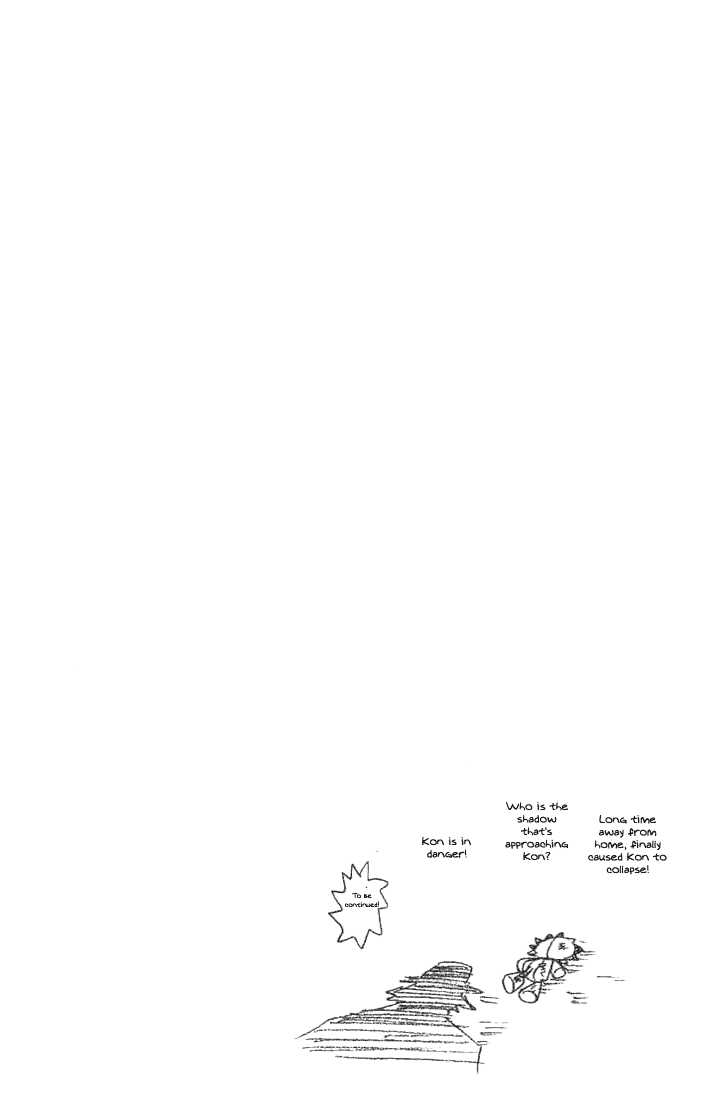 Long time
away from
home, finally
caused Kon to
collapse!
Who is the
shadow
that's
approaching
Kon?
Kon is in
danger!
To be
continued!